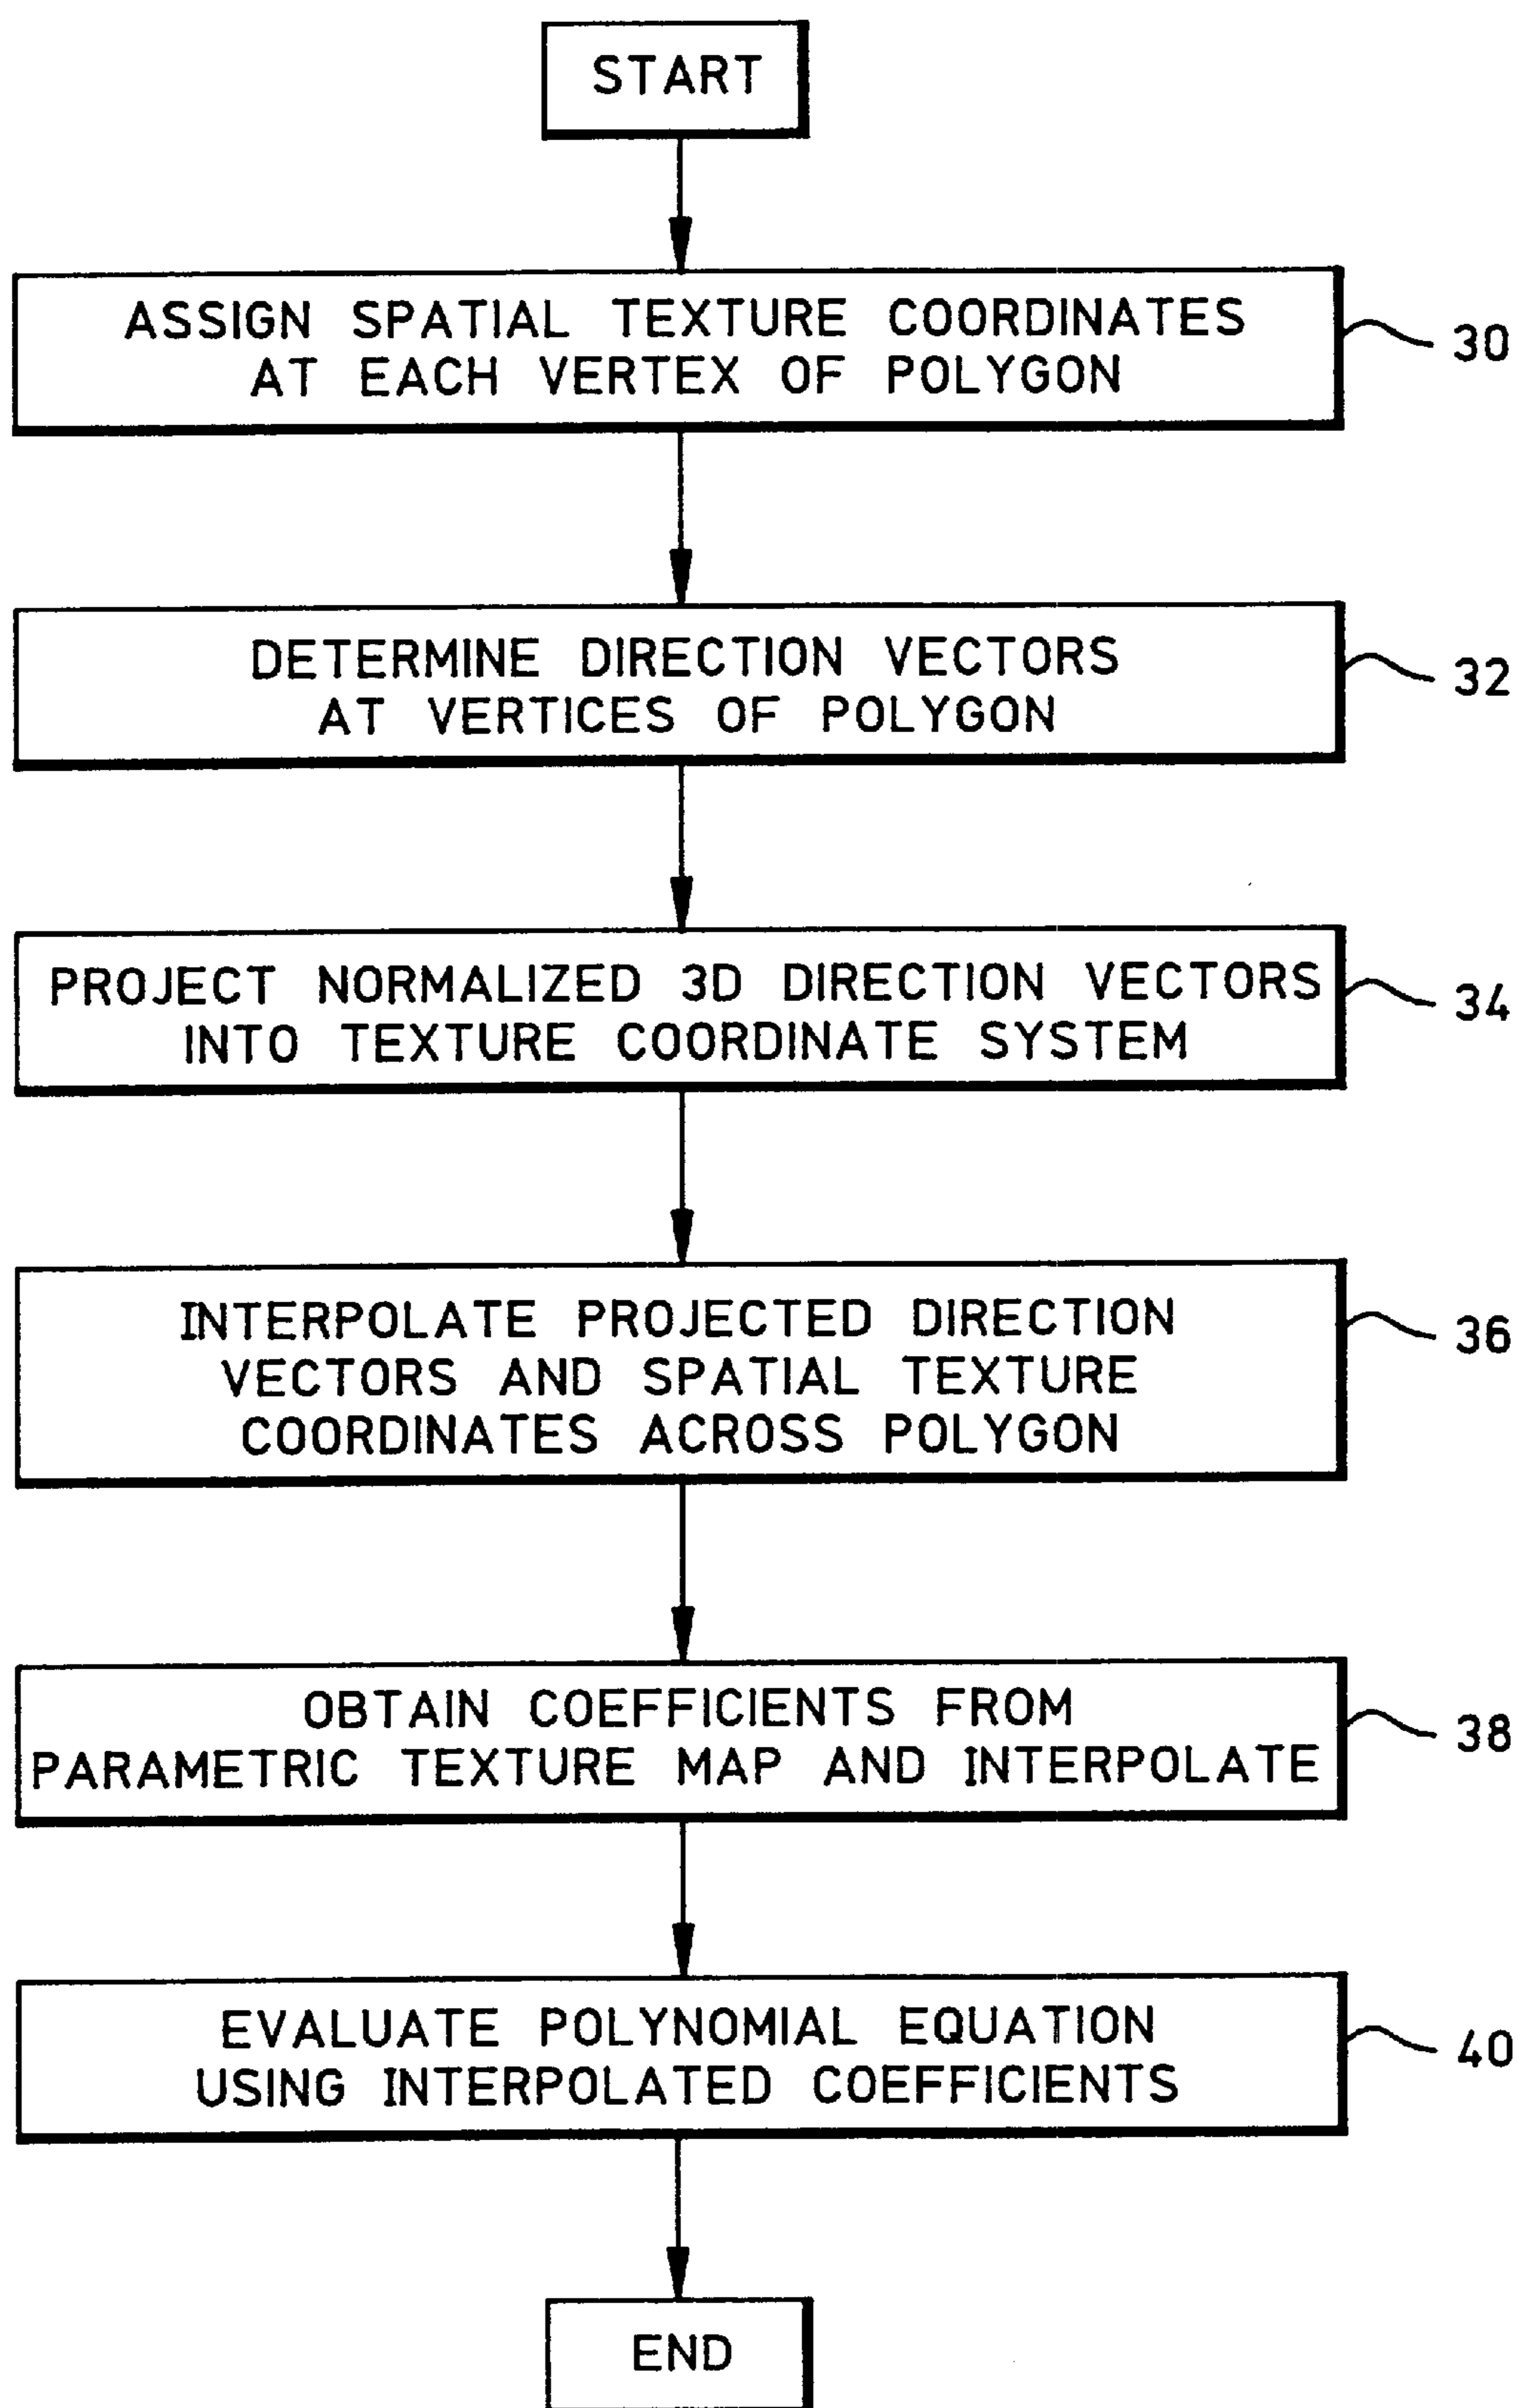 START
ASSIGN SPATIAL TEXTURE COORDINATES
AT EACH VERTEX OF POLYGON
30
DETERMINE DIRECTION VECTORS
AT VERTICES OF POLYGON
32
PROJECT NORMALIZED 3D DIRECTION VECTORS
INTO TEXTURE COORDINATE SYSTEM
34
INTERPOLATE PROJECTED DIRECTION
VECTORS AND SPATIAL TEXTURE
COORDINATES ACROSS POLYGON
36
OBTAIN COEFFICIENTS FROM
PARAMETRIC TEXTURE MAP AND INTERPOLATE
38
EVALUATE POLYNOMIAL EQUATION
USING INTERPOLATED COEFFICIENTS
40
END